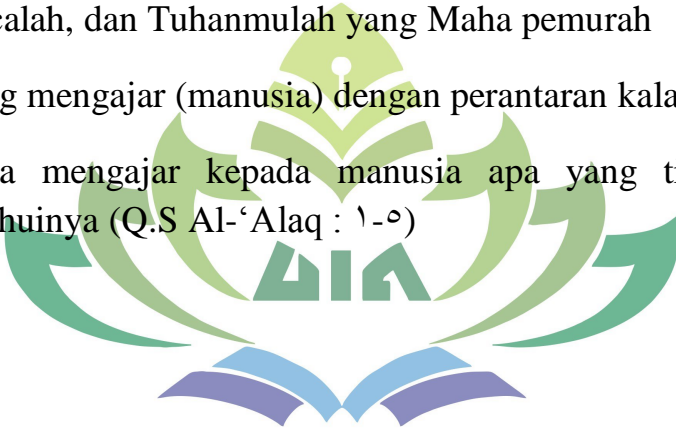 calah, dan Tuhanmulah yang Maha pemurah
g mengajar (manusia) dengan perantaran kala
a mengajar kepada manusia apa yang t
huinya (Q.S Al-‘Alaq : ١-٥)
UIN